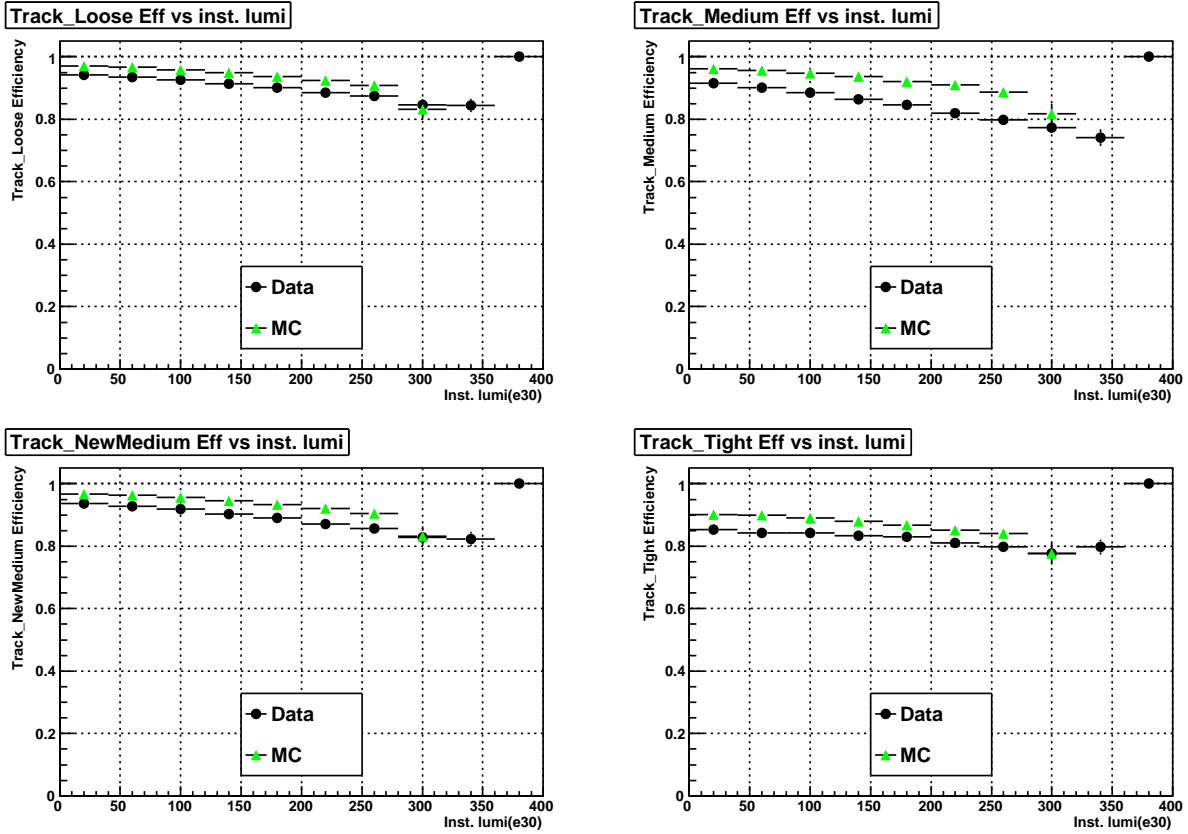 Track_Loose Eff vs inst. lumi
Track_Loose Efficiency
1
0.8
0.6
0.4
0.2
0
Data
MC
0 50 100 150 200 250 300 350 400
Inst. lumi(e30)
Track_Medium Eff vs inst. lumi
Track_Medium Efficiency
1
0.8
0.6
0.4
0.2
0
Data
MC
0 50 100 150 200 250 300 350 400
Inst. lumi(e30)
Track_NewMedium Eff vs inst. lumi
Track_NewMedium Efficiency
1
0.8
0.6
0.4
0.2
0
Data
MC
0 50 100 150 200 250 300 350 400
Inst. lumi(e30)
Track_Tight Eff vs inst. lumi
Track_Tight Efficiency
1
0.8
0.6
0.4
0.2
0
Data
MC
0 50 100 150 200 250 300 350 400
Inst. lumi(e30)